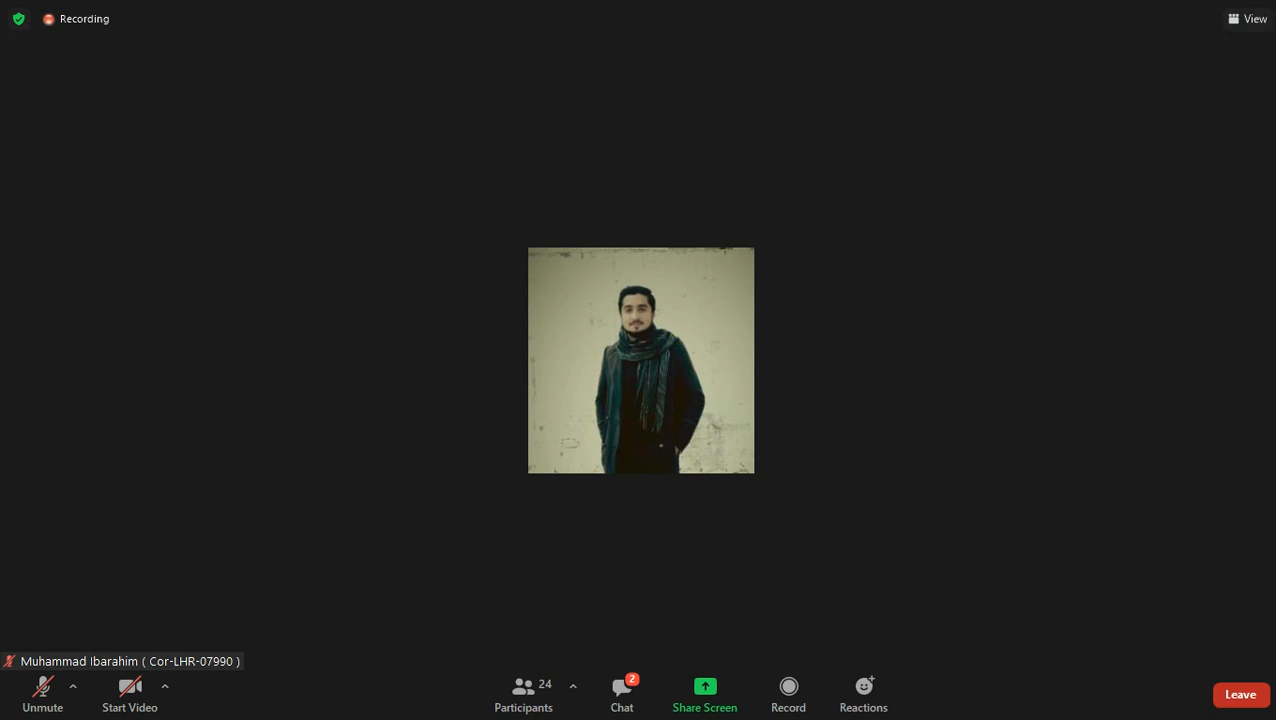 Recording
View
Muhammad Ibarahim ( Cor-LHR-07990 )
Unmute
Start Video
24
Participants
2
Chat
Share Screen
Record
Reactions
Leave